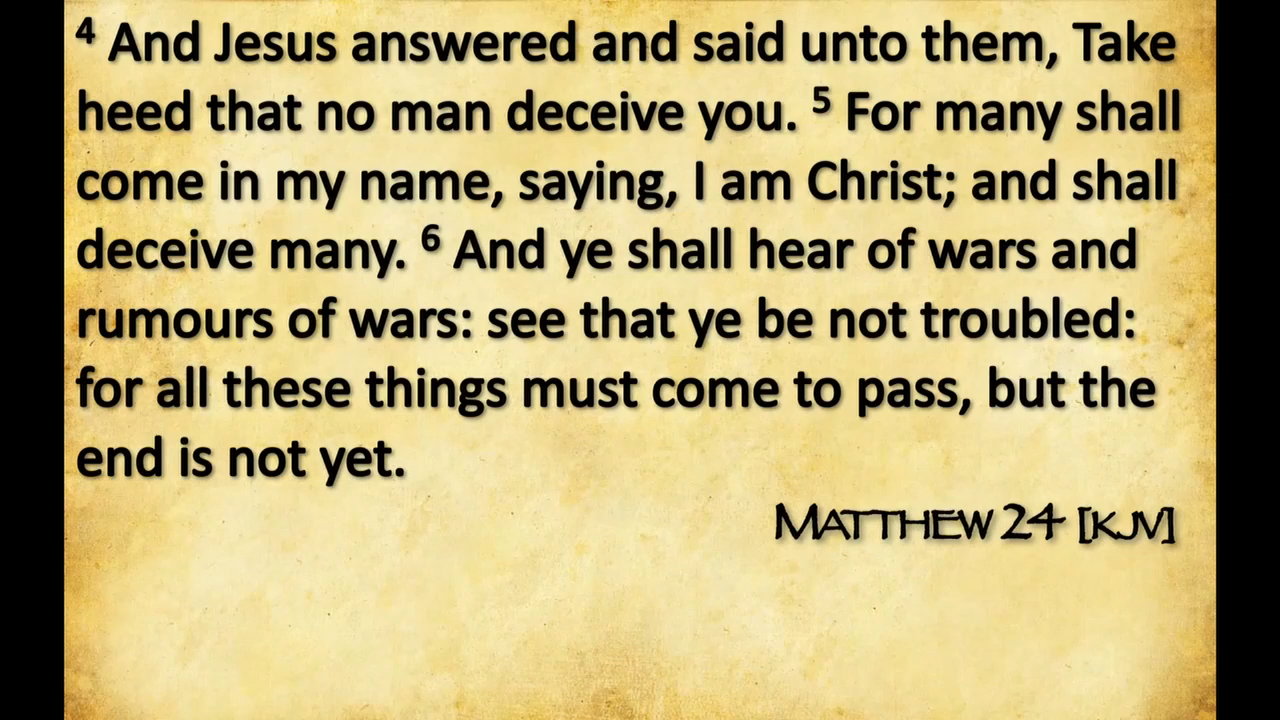 4 And Jesus answered and said unto them, Take
heed that no man deceive you. 5 For many shall
come in my name, saying, I am Christ; and shall
deceive many. 6 And ye shall hear of wars and
rumours of wars: see that ye be not troubled:
for all these things must come to pass, but the
end is not yet.
MATTHEW 24 [KJV]